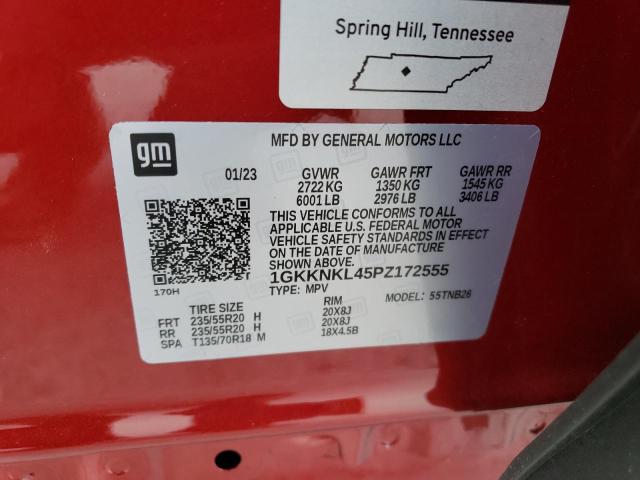 Spring Hill, Tennessee
gm
MFD BY GENERAL MOTORS LLC
01/23 GVWR GAWR FRT GAWR RR
2722 KG 1350 KG 1545 KG
6001 LB 2976 LB 3406 LB
THIS VEHICLE CONFORMS TO ALL
APPLICABLE U.S. FEDERAL MOTOR
VEHICLE SAFETY STANDARDS IN EFFECT
ON THE DATE OF MANUFACTURE
SHOWN ABOVE.
1GKKNKL45PZ172555
170H
TYPE: MPV MODEL: 55TNB26
TIRE SIZE RIM
FRT 235/55R20 H 20X8J
RR 235/55R20 H 20X8J
SPA T135/70R18 M 18X4.5B